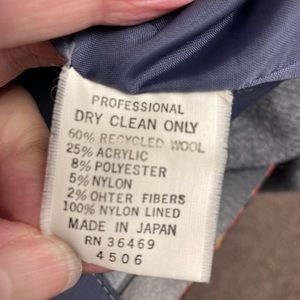 PROFESSIONAL
DRY CLEAN ONLY
60% RECYCLED WOOL
25% ACRYLIC
8% POLYESTER
5% NYLON
2% OHTER FIBERS
100% NYLON LINED
MADE IN JAPAN
RN 36469
4506